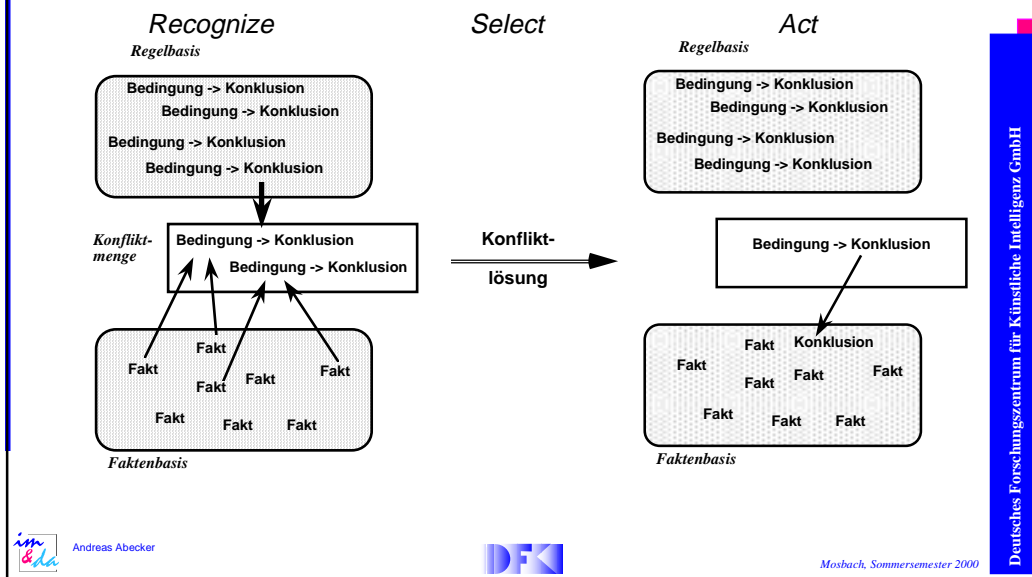 Recognize
Select
Act
Regelbasis
Bedingung -> Konklusion
Bedingung -> Konklusion
Bedingung -> Konklusion
Bedingung -> Konklusion
Konflikt-
menge
Bedingung -> Konklusion
Bedingung -> Konklusion
Fakt
Fakt
Fakt
Fakt
Fakt
Fakt
Fakt
Fakt
Faktenbasis
Konflikt-
lösung
Regelbasis
Bedingung -> Konklusion
Bedingung -> Konklusion
Bedingung -> Konklusion
Bedingung -> Konklusion
Bedingung -> Konklusion
Fakt Konklusion
Fakt
Fakt
Fakt
Fakt
Fakt
Fakt
Fakt
Faktenbasis
Deutsches Forschungszentrum für Künstliche Intelligenz GmbH
im
&da
Andreas Abecker
DFKI
Mosbach, Sommersemester 2000